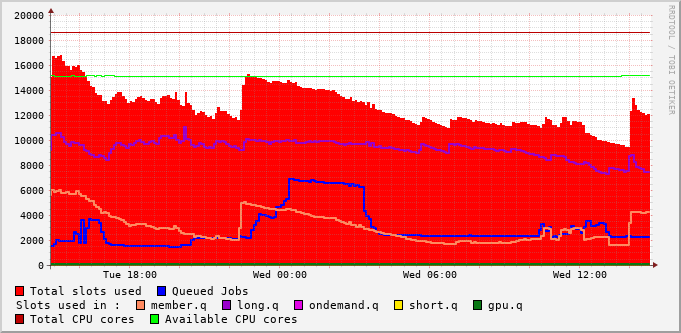 20000
18000
16000
14000
12000
10000
8000
6000
4000
2000
0
Tue 18:00 Wed 00:00 Wed 06:00 Wed 12:00
Total slots used Queued Jobs
Slots used in : member.q long.q ondemand.q short.q gpu.q
Total CPU cores Available CPU cores
RRDTOOL / TOBI OETIKER